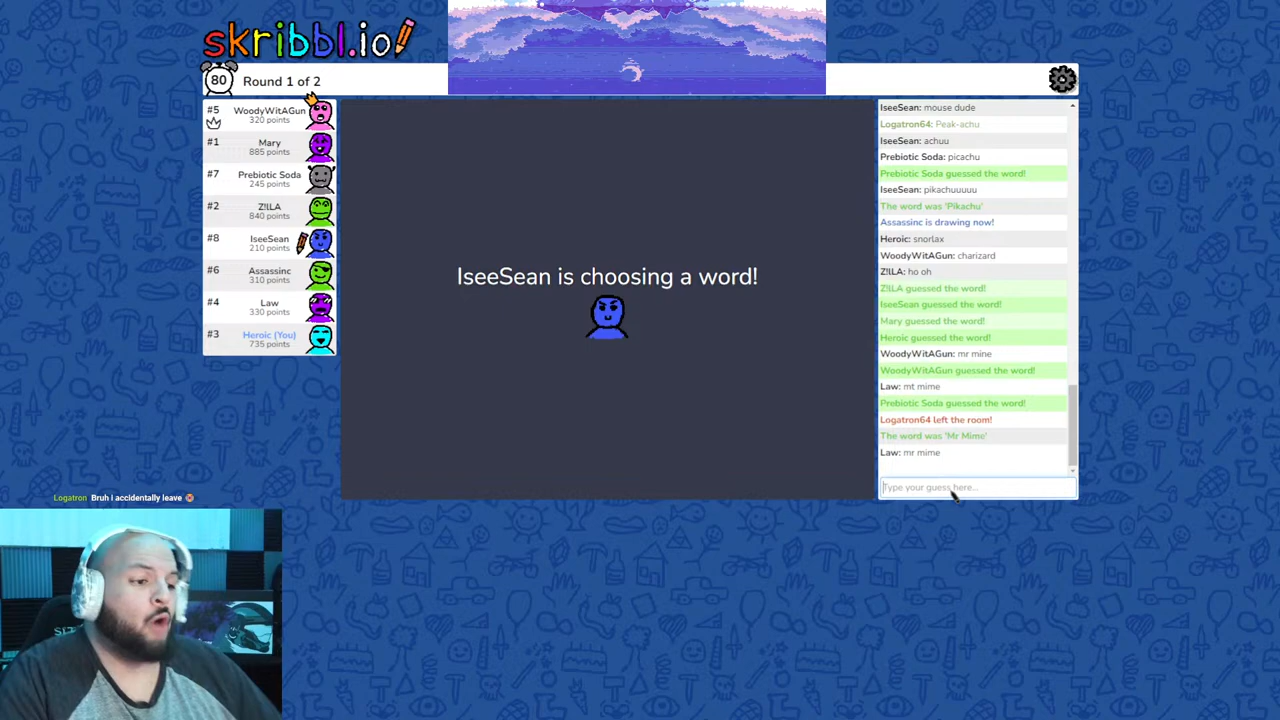 skribbl.io!
80
Round 1 of 2
#5
WoodyWitAGun
320 points
#1
Mary
885 points
#7
Prebiotic Soda
245 points
#2
Z!LLA
840 points
#8
IseeSean
210 points
#6
Assassinc
310 points
#4
Law
330 points
#3
Heroic (You)
735 points
IseeSean is choosing a word!
IseeSean: mouse dude
Logatron64: Peak-achu
IseeSean: achuu
Prebiotic Soda: picachu
Prebiotic Soda guessed the word!
IseeSean: pikachuuuuu
The word was 'Pikachu'
Assassinc is drawing now!
Heroic: snorlax
WoodyWitAGun: charizard
Z!LLA: ho oh
Z!LLA guessed the word!
IseeSean guessed the word!
Mary guessed the word!
Heroic guessed the word!
WoodyWitAGun: mr mine
WoodyWitAGun guessed the word!
Law: mt mime
Prebiotic Soda guessed the word!
Logatron64 left the room!
The word was 'Mr Mime'
Law: mr mime
Type your guess here...
Logatron Bruh i accidentally leave